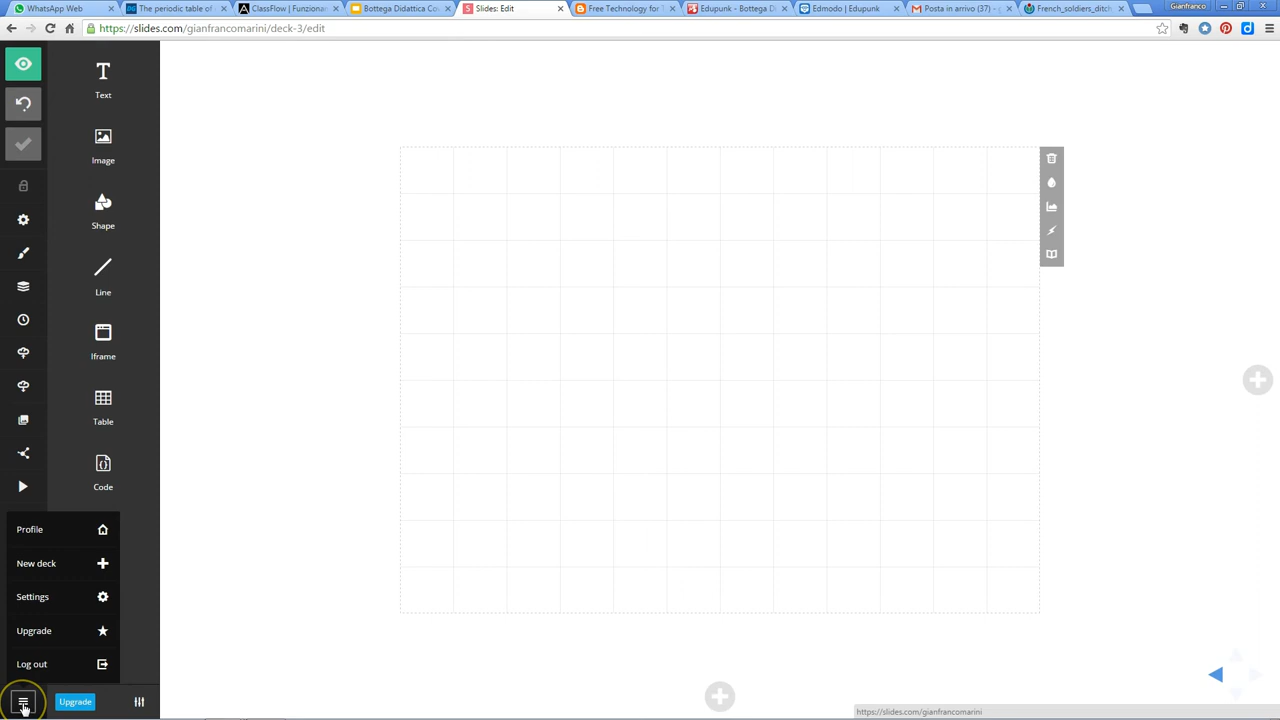 WhatsApp Web
The periodic table of
ClassFlow | Funzionar
Bottega Didattica Co
Slides: Edit
Free Technology for T
Edupunk - Bottega D
Edmodo | Edupunk
Posta in arrivo (37) - g
French_soldiers_ditch
Gianfranco
https://slides.com/gianfrancomarini/deck-3/edit
Text
Image
Shape
Line
Iframe
Table
Code
Profile
New deck
Settings
Upgrade
Log out
Upgrade
https://slides.com/gianfrancomarini